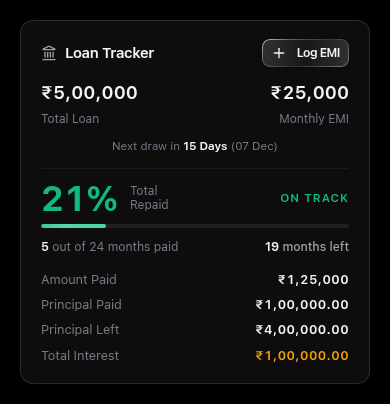 Loan Tracker
+ Log EMI
₹5,00,000 ₹25,000
Total Loan Monthly EMI
Next draw in 15 Days (07 Dec)
21% Total Repaid ON TRACK
5 out of 24 months paid 19 months left
Amount Paid ₹1,25,000
Principal Paid ₹1,00,000.00
Principal Left ₹4,00,000.00
Total Interest ₹1,00,000.00